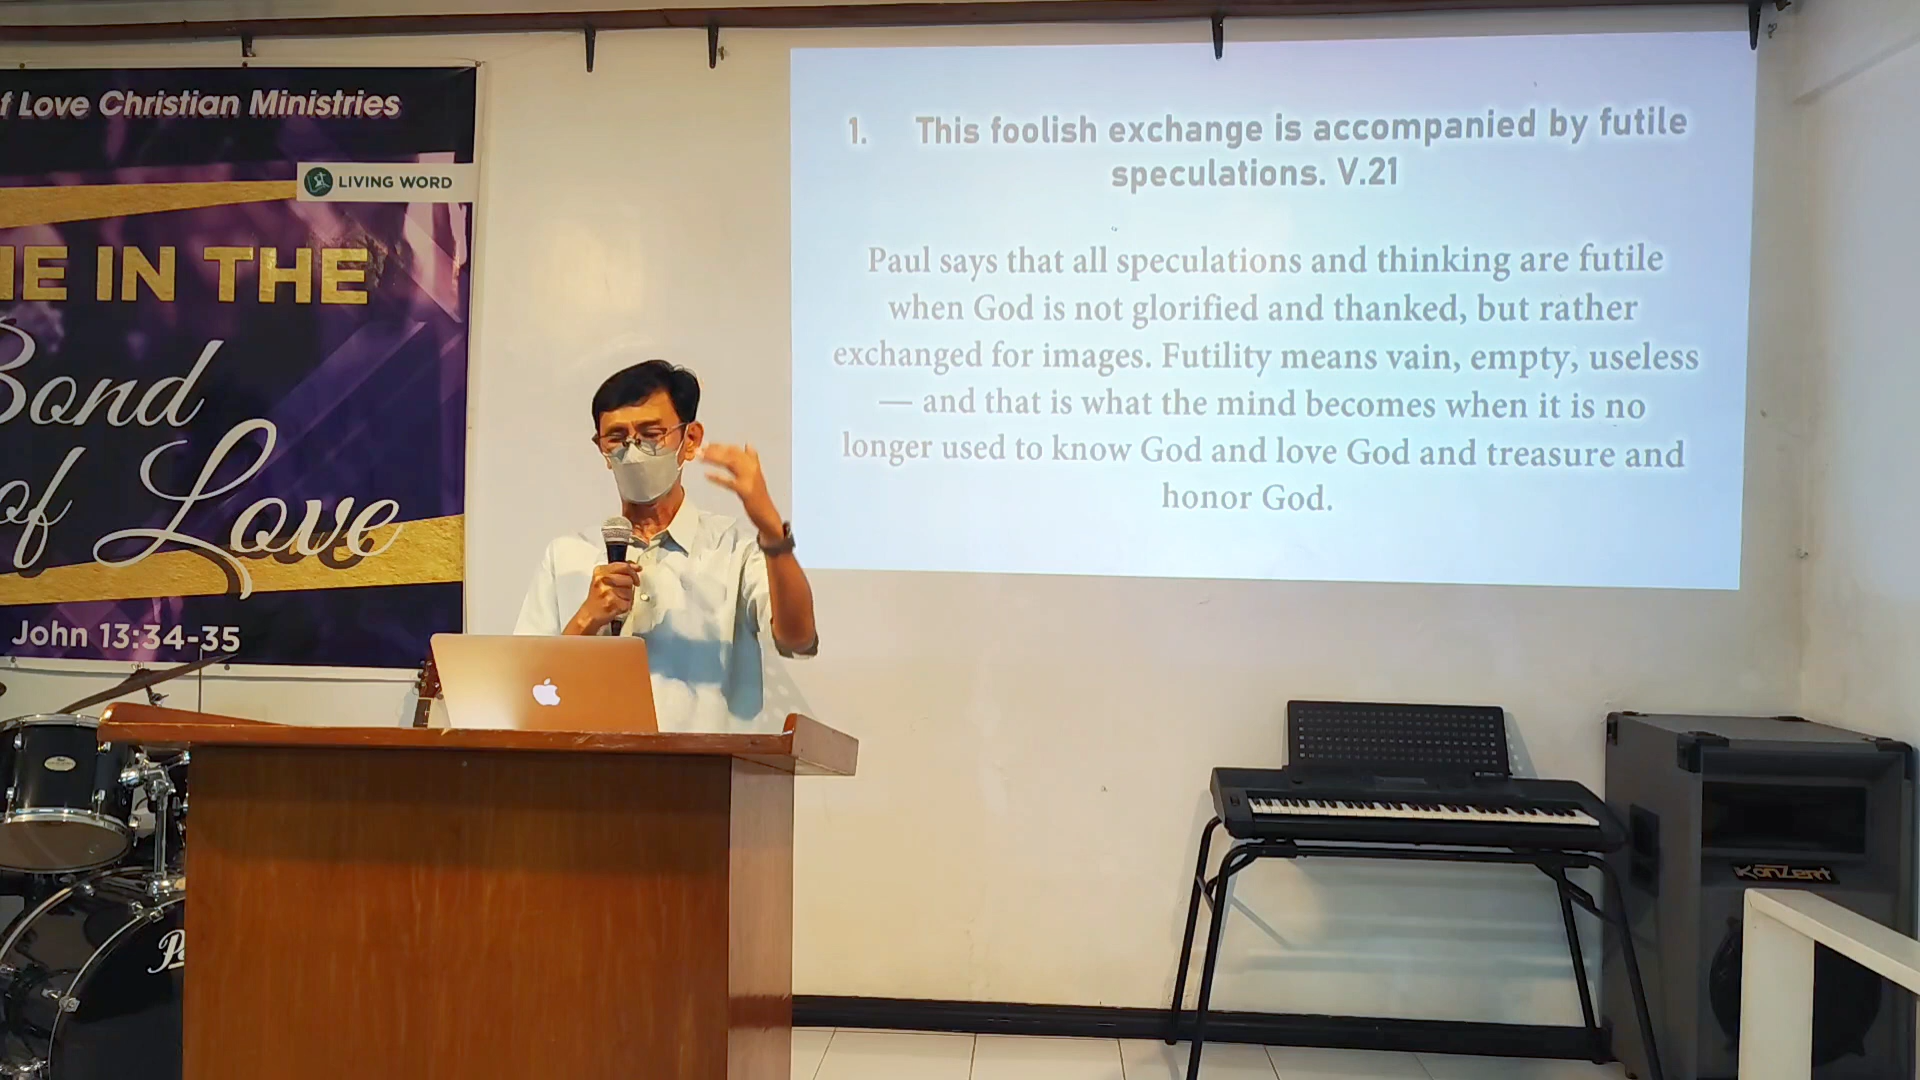 f Love Christian Ministries
LIVING WORD
IN THE
Bond
of Love
John 13:34-35
1. This foolish exchange is accompanied by futile
speculations. V.21
Paul says that all speculations and thinking are futile
when God is not glorified and thanked, but rather
exchanged for images. Futility means vain, empty, useless
— and that is what the mind becomes when it is no
longer used to know God and love God and treasure and
honor God.
KonZert